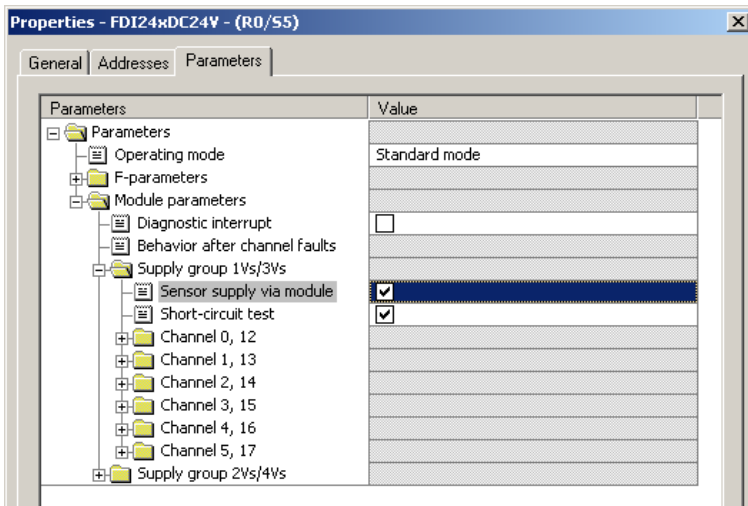 Properties - FDI24xDC24V - (R0/S5)
General Addresses Parameters
Parameters Value
Parameters
Operating mode Standard mode
F-parameters
Module parameters
Diagnostic interrupt
Behavior after channel faults
Supply group 1Vs/3Vs
Sensor supply via module
Short-circuit test
Channel 0, 12
Channel 1, 13
Channel 2, 14
Channel 3, 15
Channel 4, 16
Channel 5, 17
Supply group 2Vs/4Vs